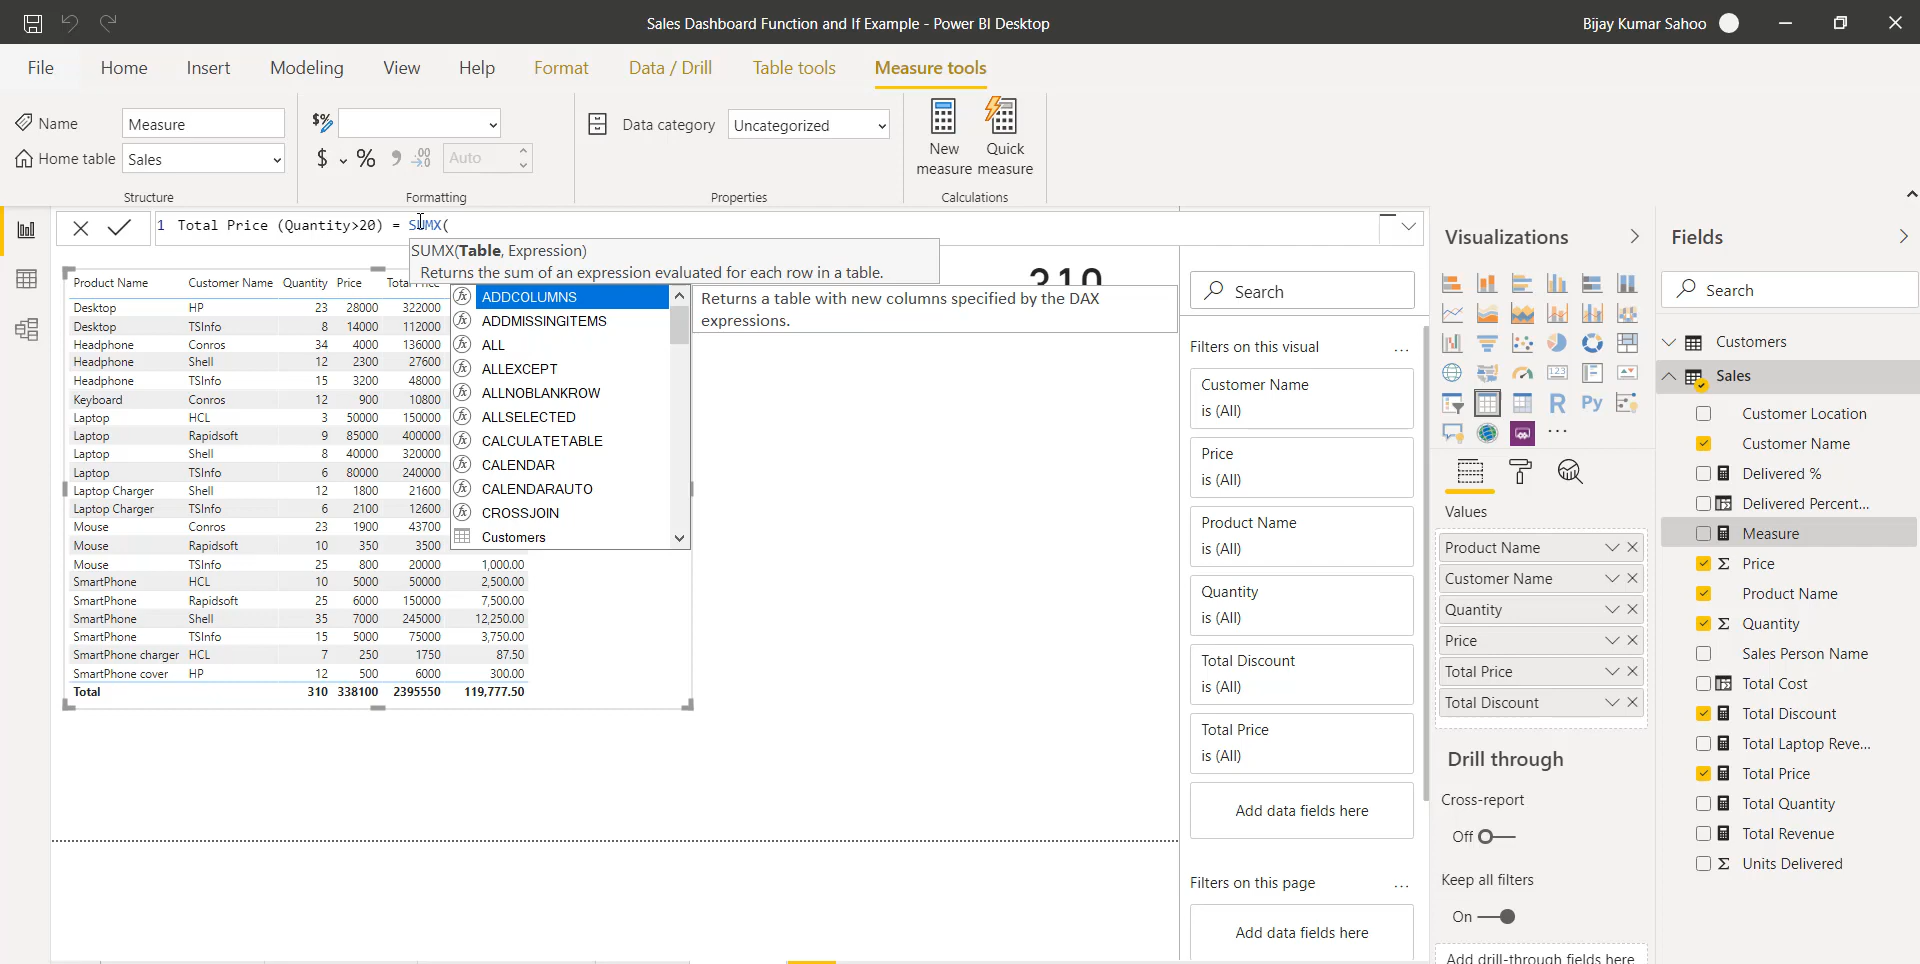 Sales Dashboard Function and If Example - Power BI Desktop
Bijay Kumar Sahoo
File Home Insert Modeling View Help Format Data / Drill Table tools Measure tools
Name Measure
Home table Sales
Structure
$ % Auto
Formatting
Data category Uncategorized
Properties
New measure
Quick measure
Calculations
1 Total Price (Quantity>20) = SUMX(
SUMX(Table, Expression)
Returns the sum of an expression evaluated for each row in a table.
ADDCOLUMNS
ADDMISSINGITEMS
ALL
ALLEXCEPT
ALLNOBLANKROW
ALLSELECTED
CALCULATETABLE
CALENDAR
CALENDARAUTO
CROSSJOIN
Customers
Returns a table with new columns specified by the DAX
expressions.
310
Product Name Customer Name Quantity Price
Desktop HP 23 28000 322000
Desktop TSInfo 8 14000 112000
Headphone Conros 34 4000 136000
Headphone Shell 12 2300 27600
Headphone TSInfo 15 3200 48000
Keyboard Conros 12 900 10800
Laptop HCL 3 50000 150000
Laptop Rapidsoft 9 85000 400000
Laptop Shell 8 40000 320000
Laptop TSInfo 6 80000 240000
Laptop Charger Shell 12 1800 21600
Laptop Charger TSInfo 6 2100 12600
Mouse Conros 23 1900 43700
Mouse Rapidsoft 10 350 3500
Mouse TSInfo 25 800 20000 1,000.00
SmartPhone HCL 10 5000 50000 2,500.00
SmartPhone Rapidsoft 25 6000 150000 7,500.00
SmartPhone Shell 35 7000 245000 12,250.00
SmartPhone TSInfo 15 5000 75000 3,750.00
SmartPhone charger HCL 7 250 1750 87.50
SmartPhone cover HP 12 500 6000 300.00
Total 310 338100 2395550 119,777.50
Search
Filters on this visual ...
Customer Name
is (All)
Price
is (All)
Product Name
is (All)
Quantity
is (All)
Total Discount
is (All)
Total Price
is (All)
Add data fields here
Filters on this page ...
Add data fields here
Visualizations
123
R Py
...
Values
Product Name
Customer Name
Quantity
Price
Total Price
Total Discount
Drill through
Cross-report
Off
Keep all filters
On
Add drill-through fields here
Fields
Search
Customers
Sales
Customer Location
Customer Name
Delivered %
Delivered Percent...
Measure
Price
Product Name
Quantity
Sales Person Name
Total Cost
Total Discount
Total Laptop Reve...
Total Price
Total Quantity
Total Revenue
Units Delivered